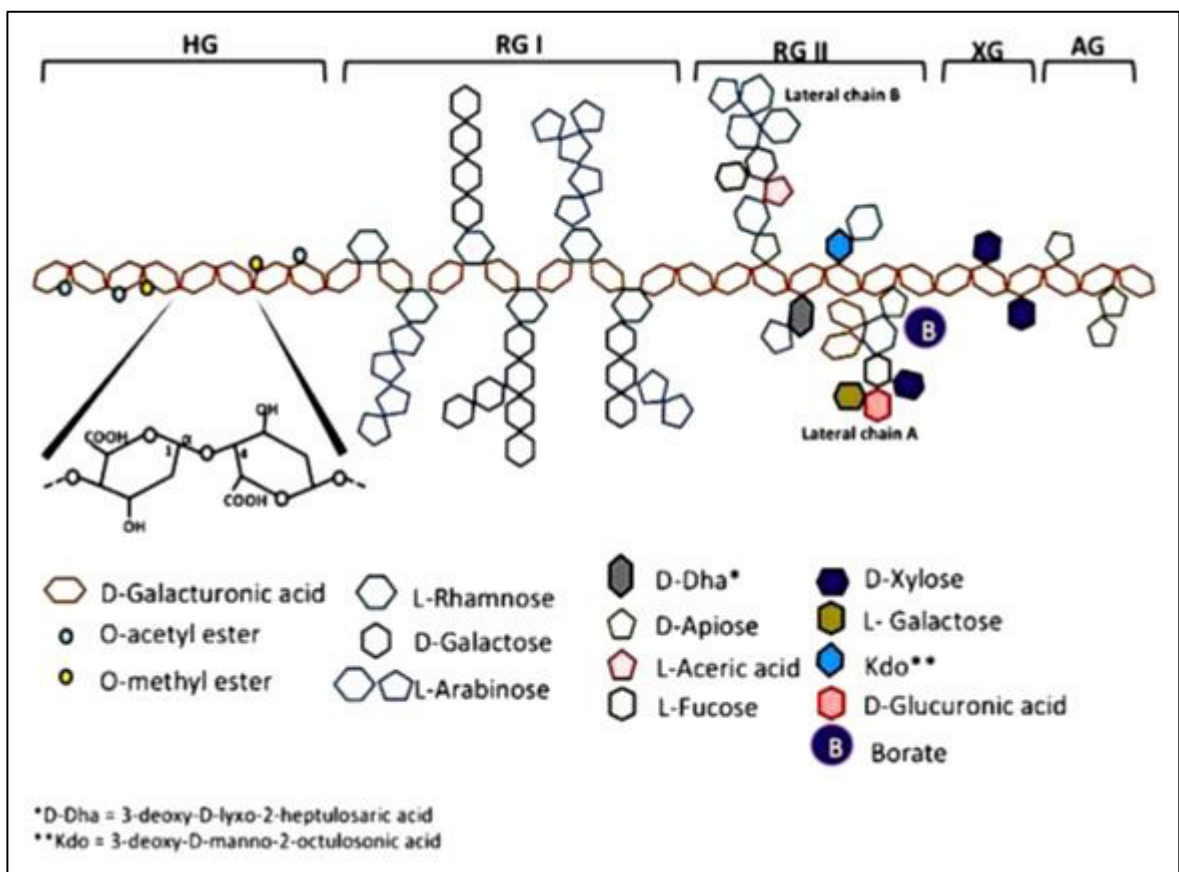 HG RG I RG II XG AG
Lateral chain B
B
Lateral chain A
OH
COOH O 1 α O 4 O
COOH O
OH
D-Galacturonic acid
O-acetyl ester
O-methyl ester
L-Rhamnose
D-Galactose
L-Arabinose
D-Dha*
D-Apiose
L-Aceric acid
L-Fucose
D-Xylose
L- Galactose
Kdo**
D-Glucuronic acid
B Borate
*D-Dha = 3-deoxy-D-lyxo-2-heptulosaric acid
**Kdo = 3-deoxy-D-manno-2-octulosonic acid